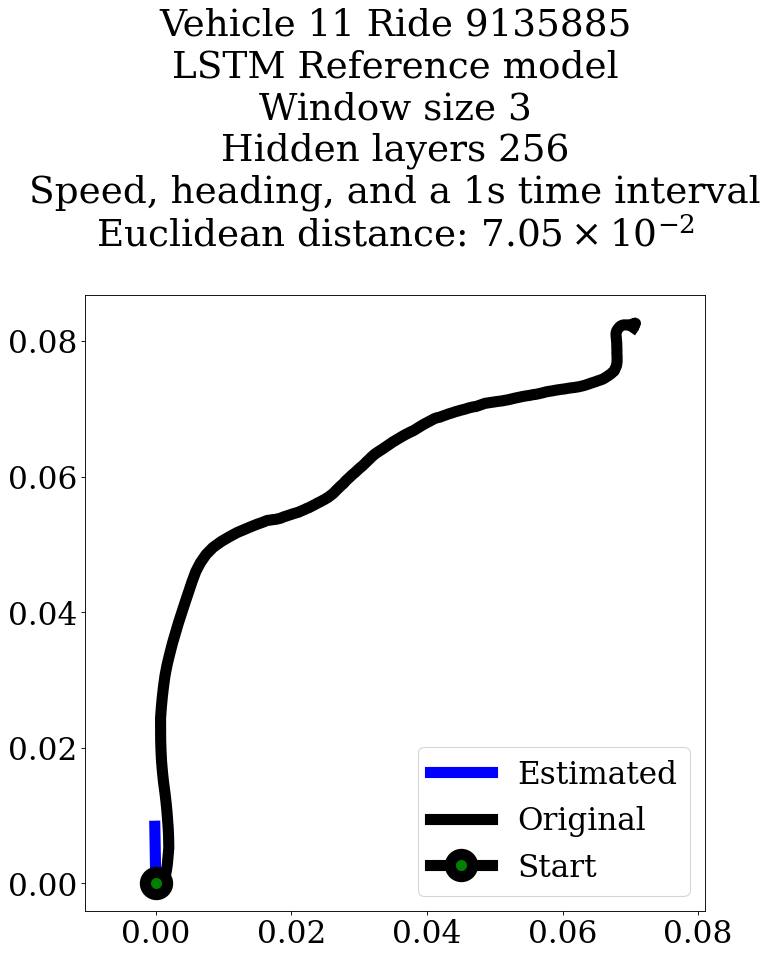 Vehicle 11 Ride 9135885
LSTM Reference model
Window size 3
Hidden layers 256
Speed, heading, and a 1s time interval
Euclidean distance: 7.05 × 10⁻²
0.08
0.06
0.04
0.02
0.00
Estimated
Original
Start
0.00 0.02 0.04 0.06 0.08